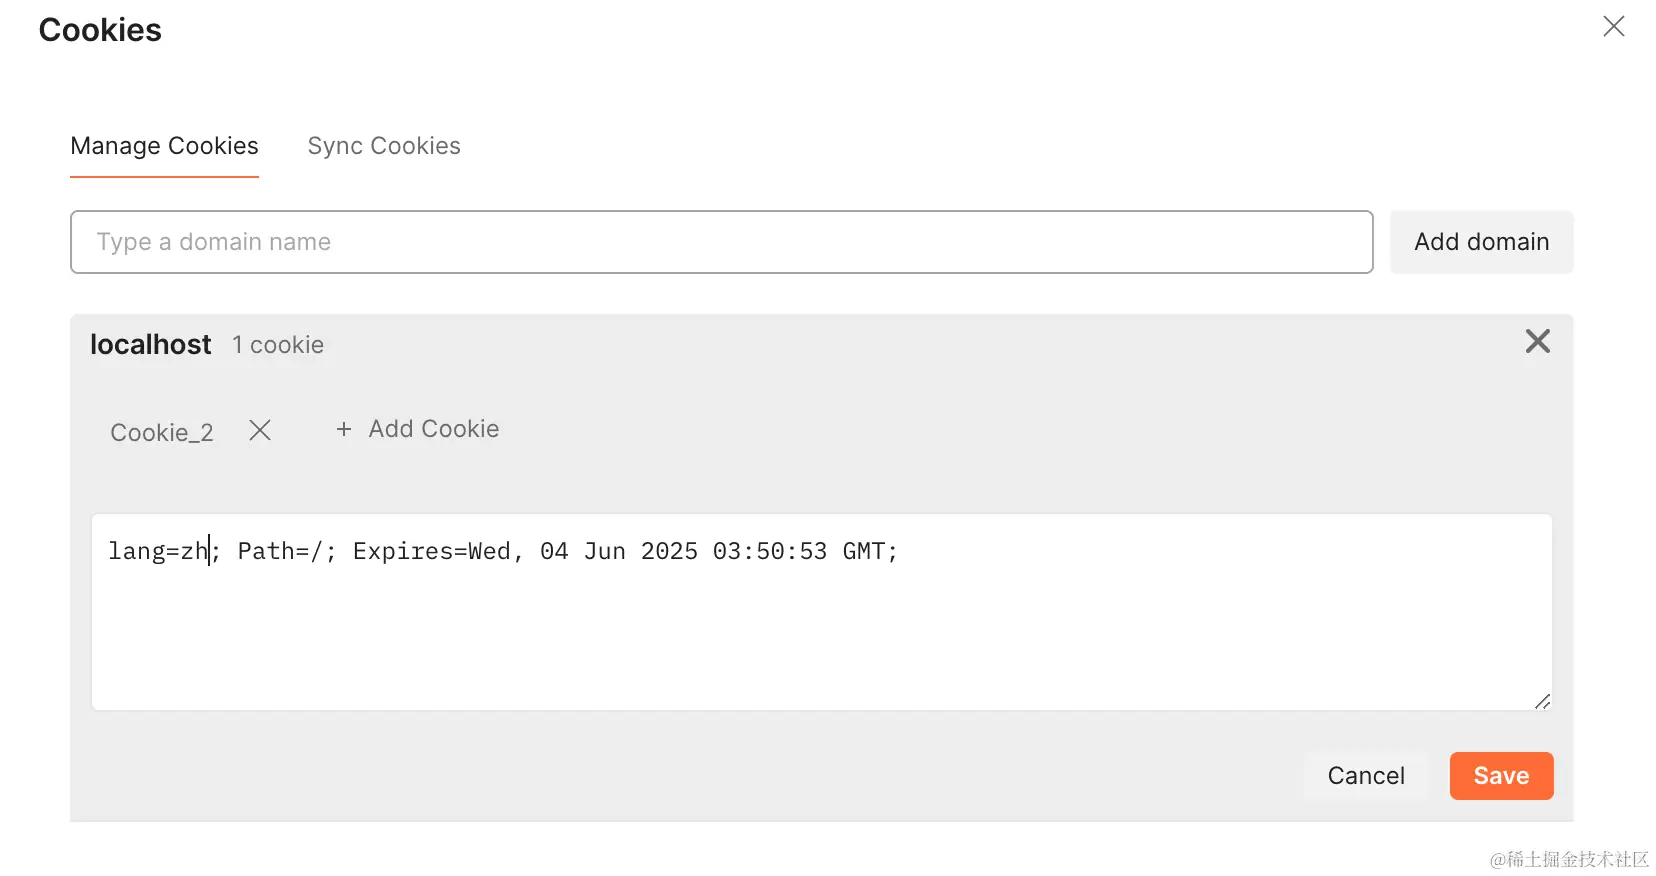 Cookies
Manage Cookies Sync Cookies
Type a domain name Add domain
localhost 1 cookie
Cookie_2 + Add Cookie
lang=zh; Path=/; Expires=Wed, 04 Jun 2025 03:50:53 GMT;
Cancel Save
@稀土掘金技术社区